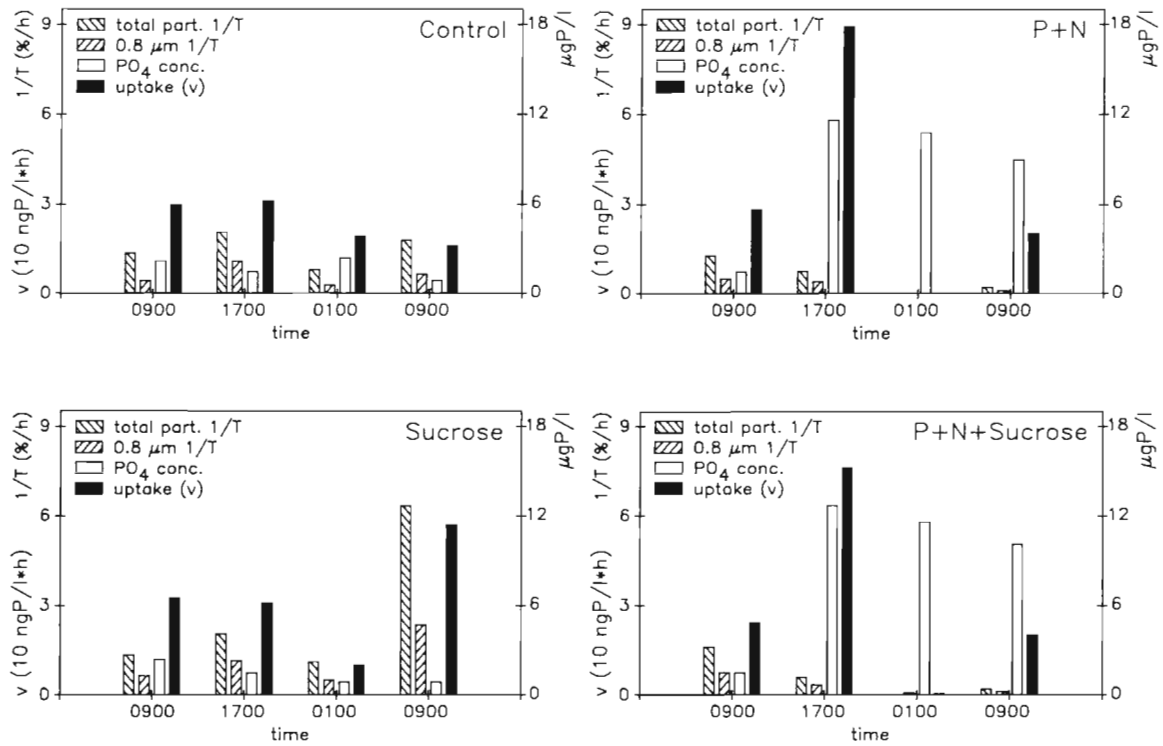 Control
total part. 1/T
0.8 μm 1/T
PO4 conc.
uptake (v)
v (10 ngP/l*h) 1/T (%/h)
9
6
3
0
μgP/l
18
12
6
0
0900 1700 0100 0900
time
P+N
total part. 1/T
0.8 μm 1/T
PO4 conc.
uptake (v)
v (10 ngP/l*h) 1/T (%/h)
9
6
3
0
μgP/l
18
12
6
0
0900 1700 0100 0900
time
Sucrose
total part. 1/T
0.8 μm 1/T
PO4 conc.
uptake (v)
v (10 ngP/l*h) 1/T (%/h)
9
6
3
0
μgP/l
18
12
6
0
0900 1700 0100 0900
time
P+N+Sucrose
total part. 1/T
0.8 μm 1/T
PO4 conc.
uptake (v)
v (10 ngP/l*h) 1/T (%/h)
9
6
3
0
μgP/l
18
12
6
0
0900 1700 0100 0900
time